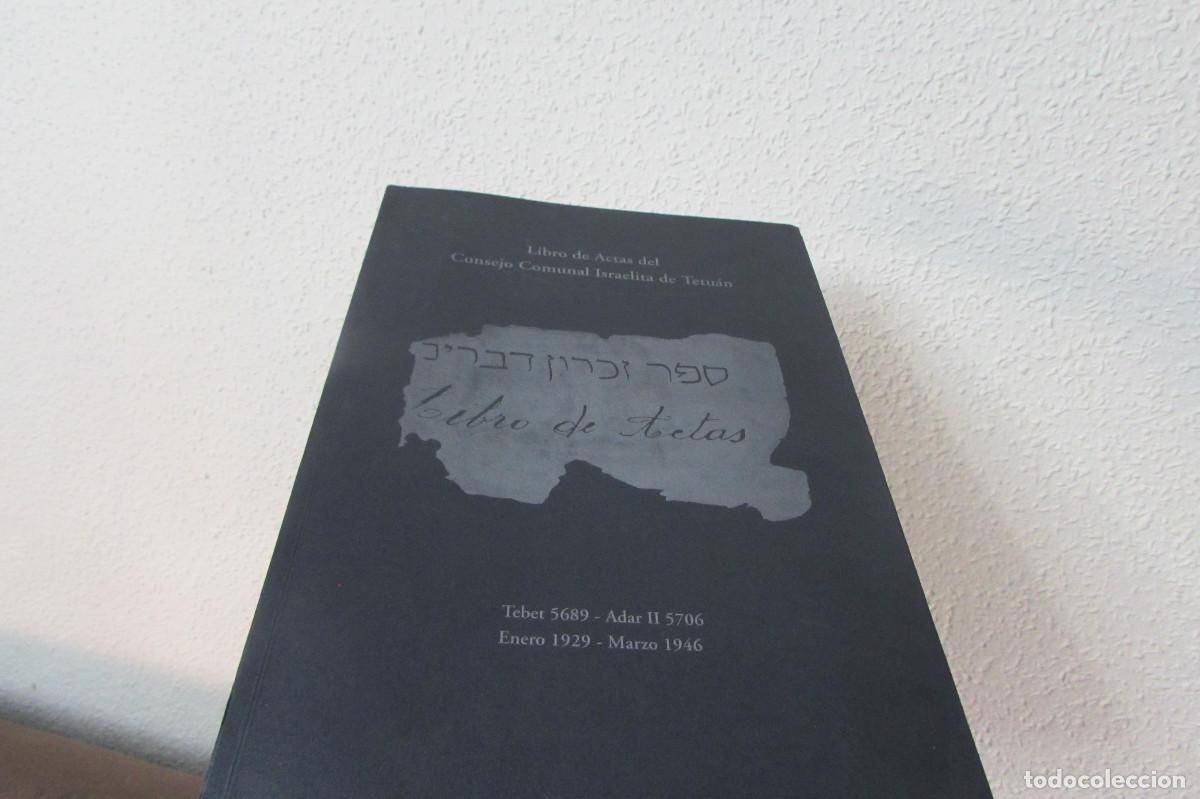 Libro de Actas del
Consejo Comunal Israelita de Tetuán
ספר זכרון דברים
Libro de Actas
Tebet 5689 - Adar II 5706
Enero 1929 - Marzo 1946
todocoleccion